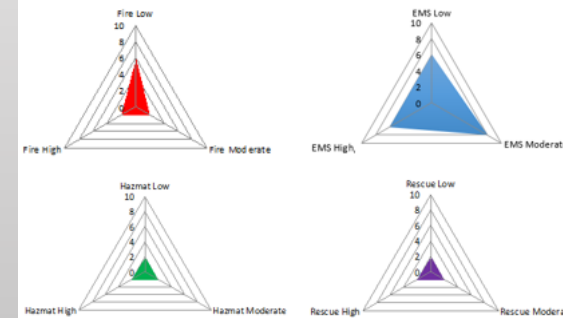 Fire Low
10
8
6
4
2
0
Fire High
Fire Moderate
EMS Low
10
8
6
4
2
0
EMS High,
EMS Moderate
Hazmat Low
10
8
6
4
2
0
Hazmat High
Hazmat Moderate
Rescue Low
10
8
6
4
2
0
Rescue High
Rescue Modera